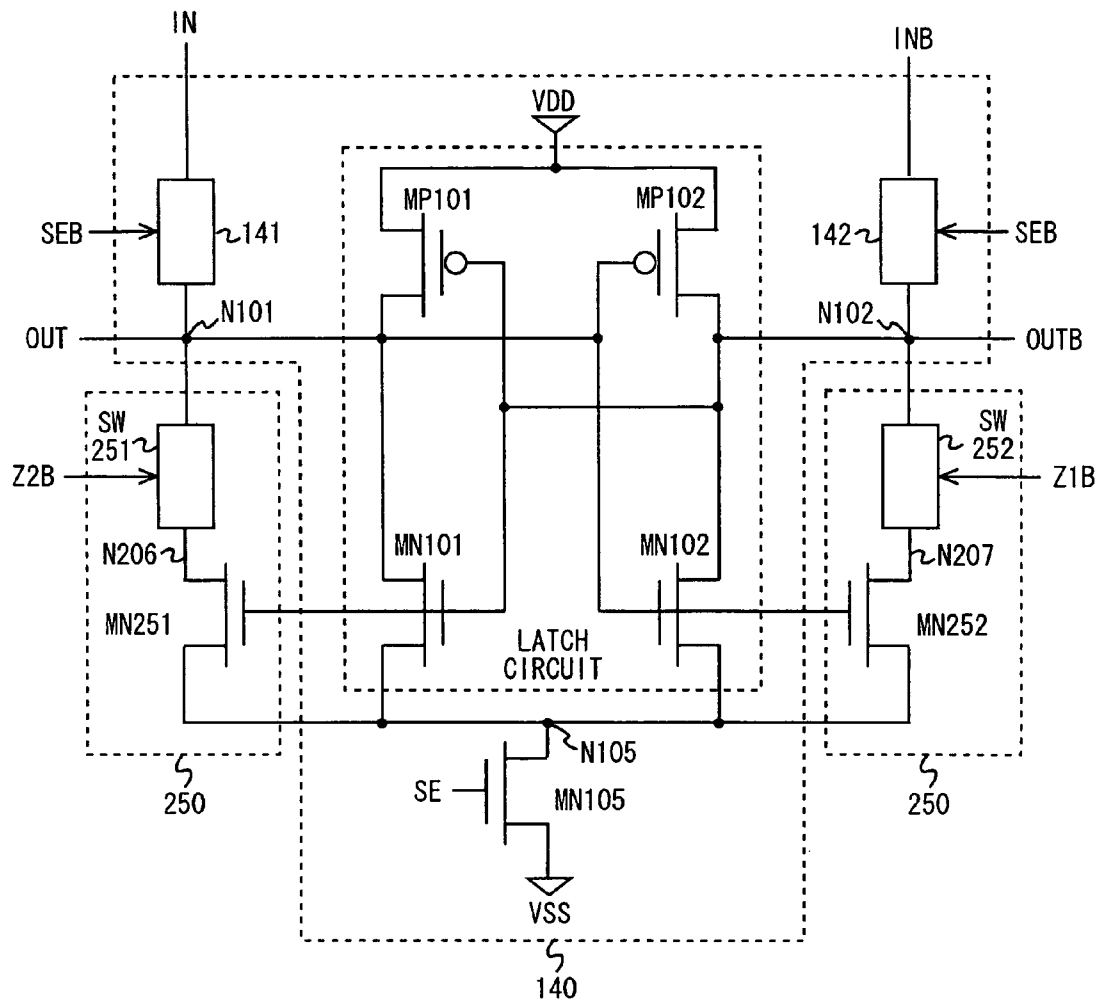 IN
INB
VDD
MP101
MP102
SEB
141
142
SEB
N101
N102
OUT
OUTB
SW
251
SW
252
Z2B
Z1B
N206
MN101
MN102
N207
MN251
MN252
LATCH
CIRCUIT
N105
250
SE
MN105
250
VSS
140